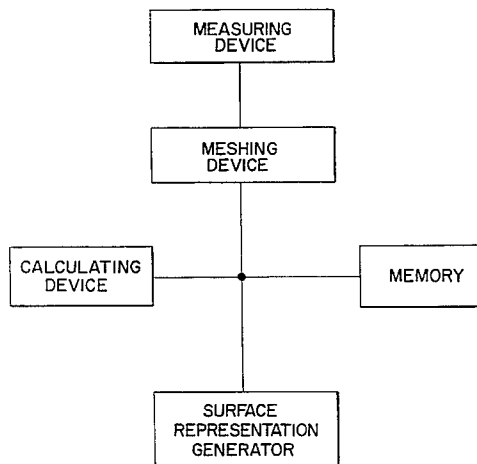 MEASURING
DEVICE
MESHING
DEVICE
CALCULATING
DEVICE
MEMORY
SURFACE
REPRESENTATION
GENERATOR